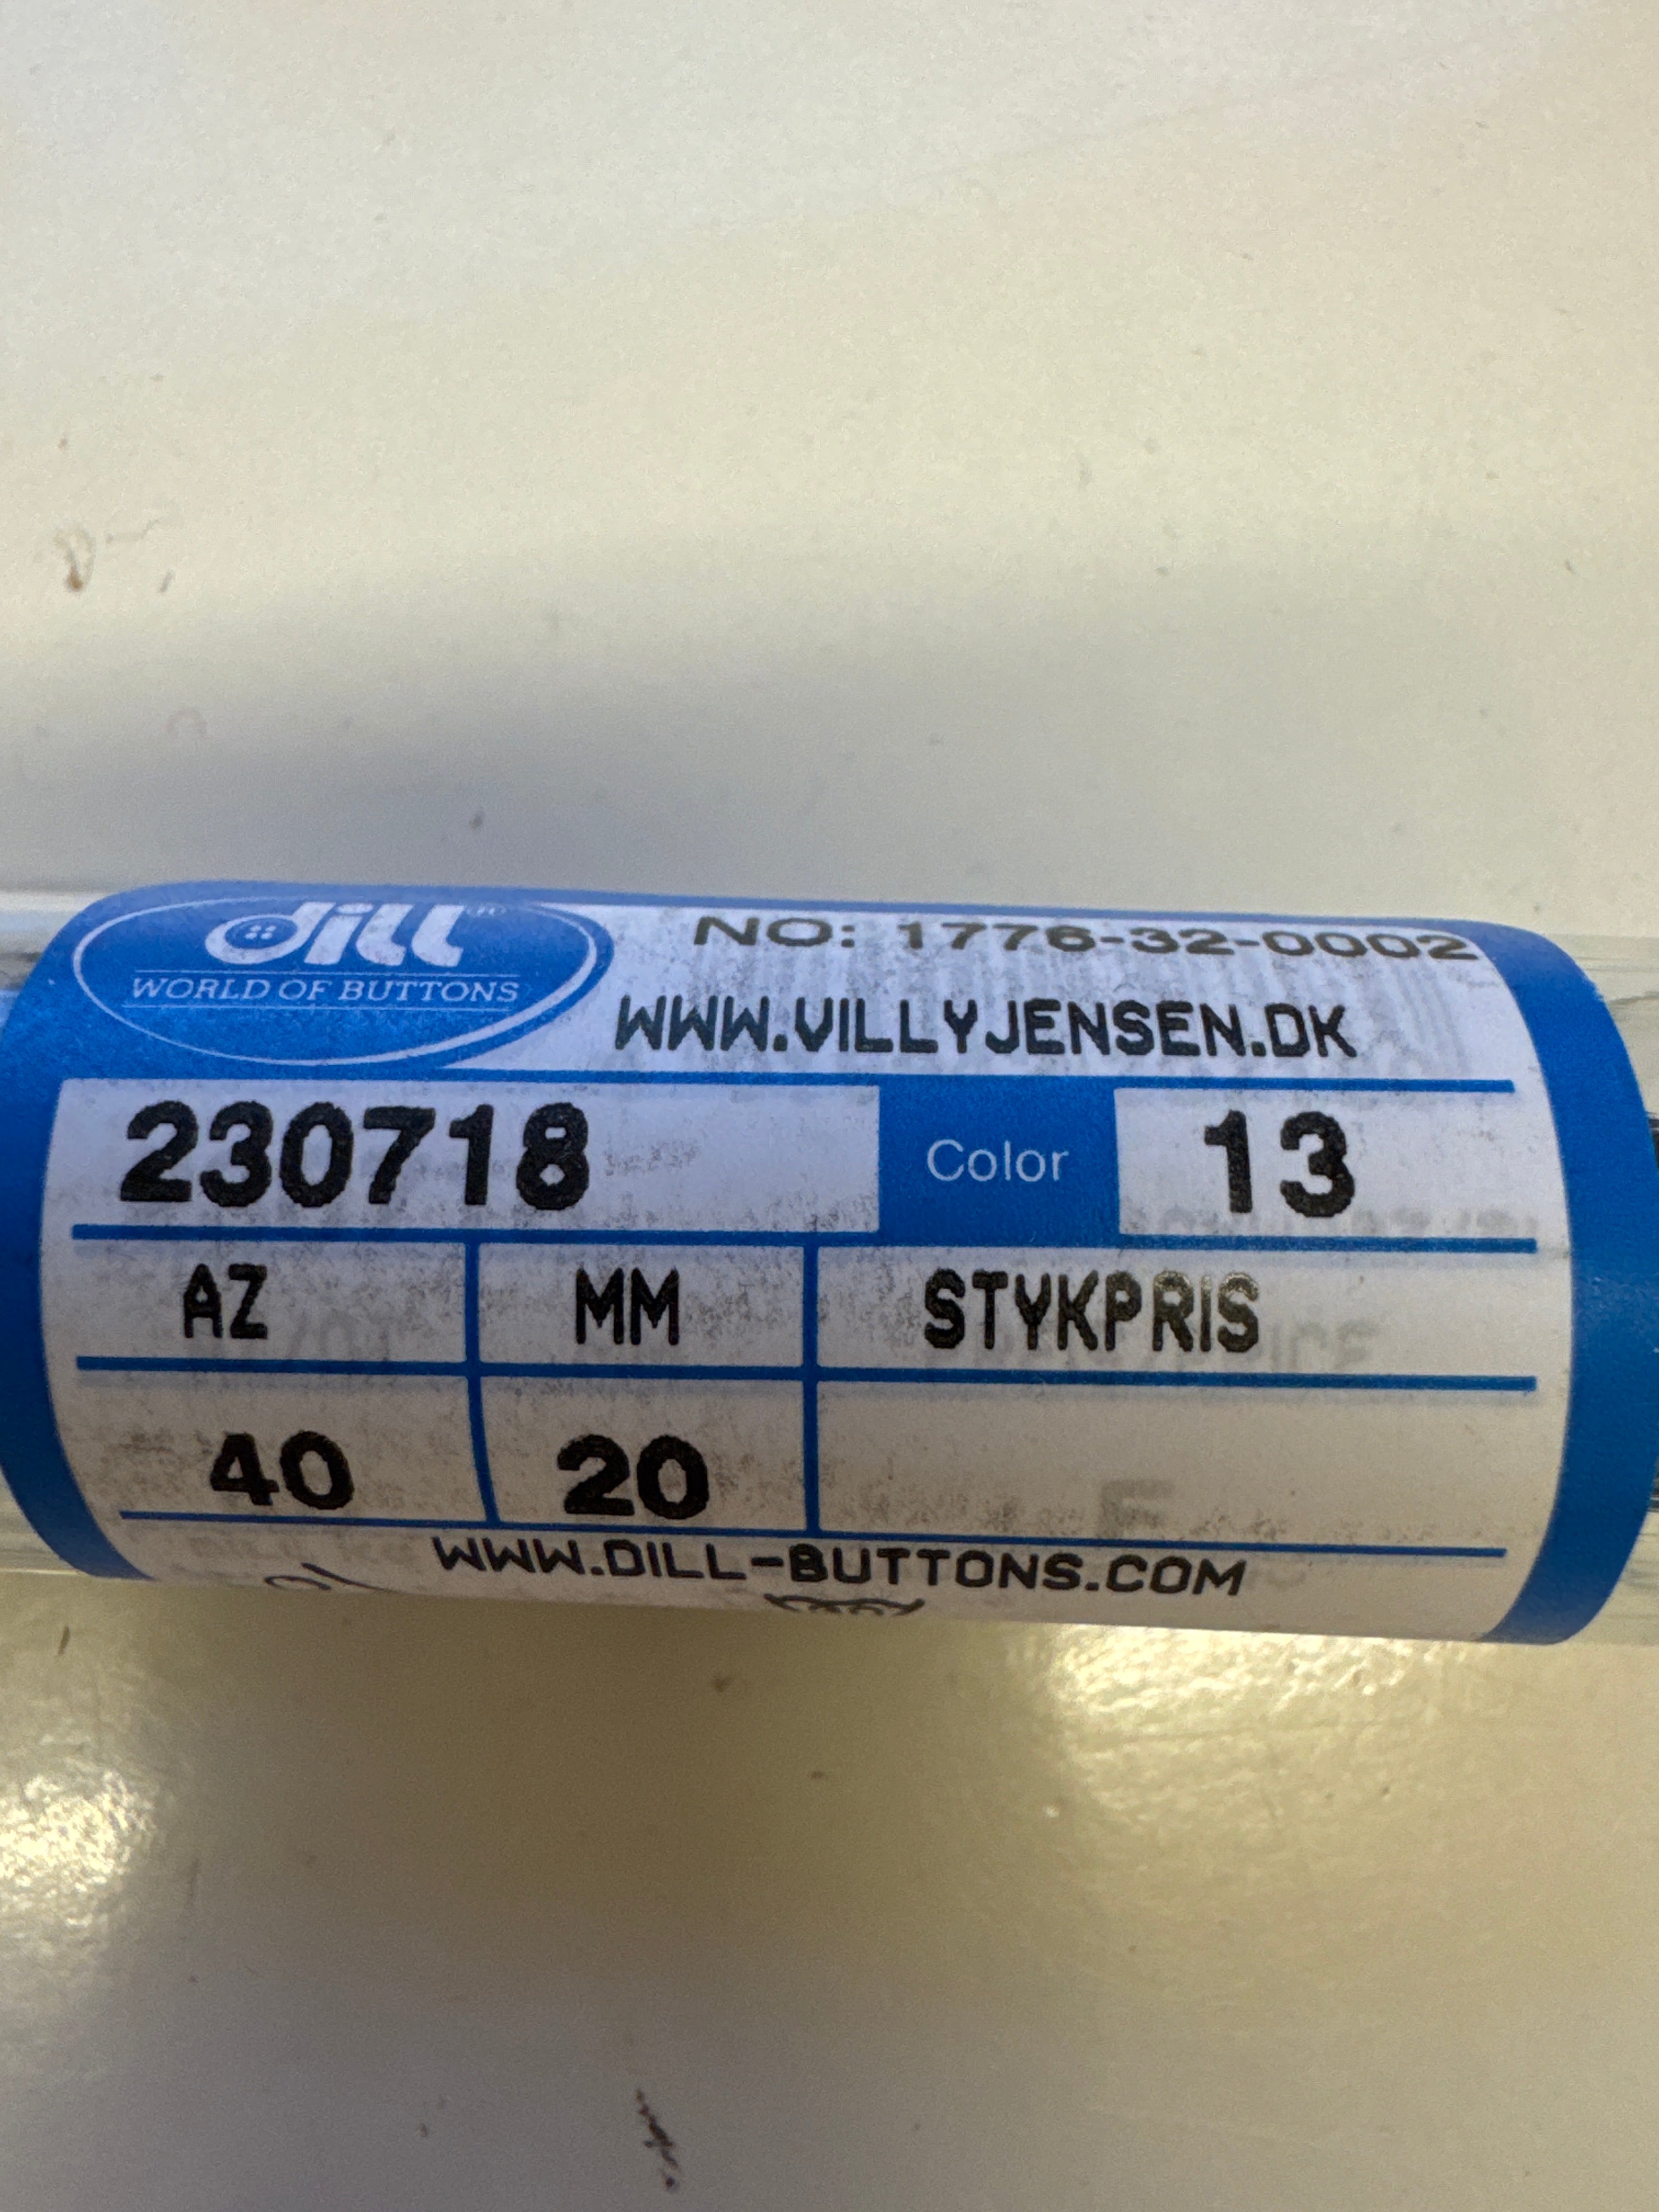 dill®
WORLD OF BUTTONS
NO: 1776-32-0002
WWW.VILLYJENSEN.DK
230718 Color 13
AZ MM STYKPRIS
40 20
WWW.DILL-BUTTONS.COM